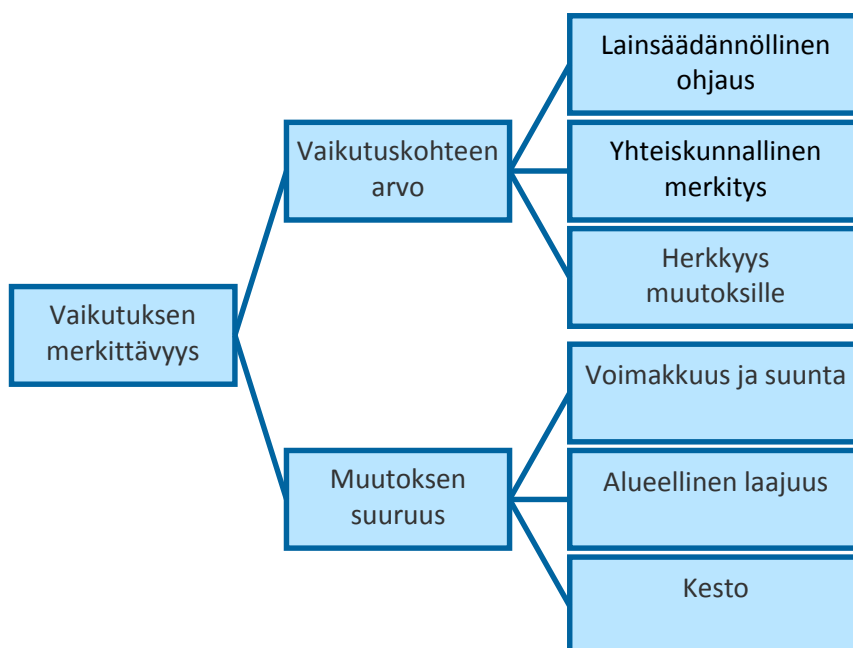 Lainsäädännöllinen
ohjaus
Vaikutuskohteen
arvo
Yhteiskunnallinen
merkitys
Herkkyys
muutoksille
Vaikutuksen
merkittävyys
Voimakkuus ja suunta
Muutoksen
suuruus
Alueellinen laajuus
Kesto